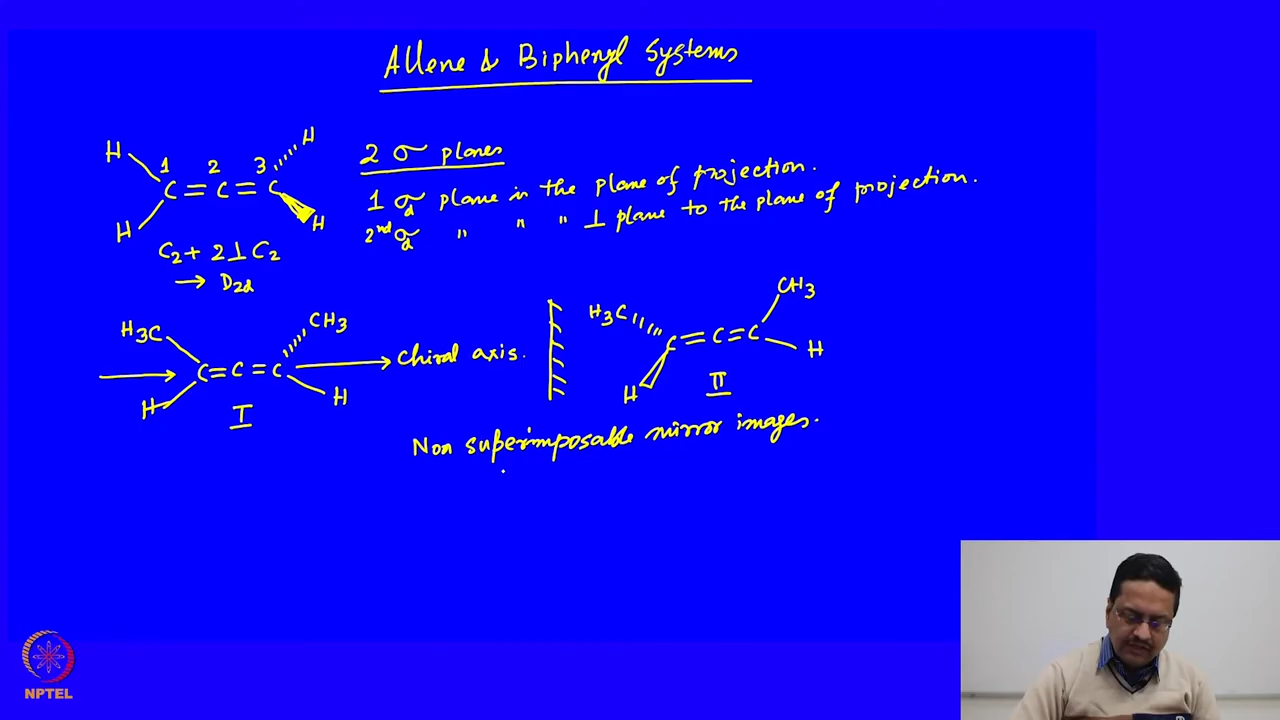 Allene & Biphenyl Systems
H H
1 2 3
C = C = C
H H
C2 + 2 ⊥ C2
→ D2d
2 σ planes
1 σd plane in the plane of projection.
2nd σd " " ⊥ plane to the plane of projection.
H3C CH3
C = C = C → Chiral axis.
H H
I
H3C CH3
C = C = C
H H
II
Non superimposable mirror images.
NPTEL